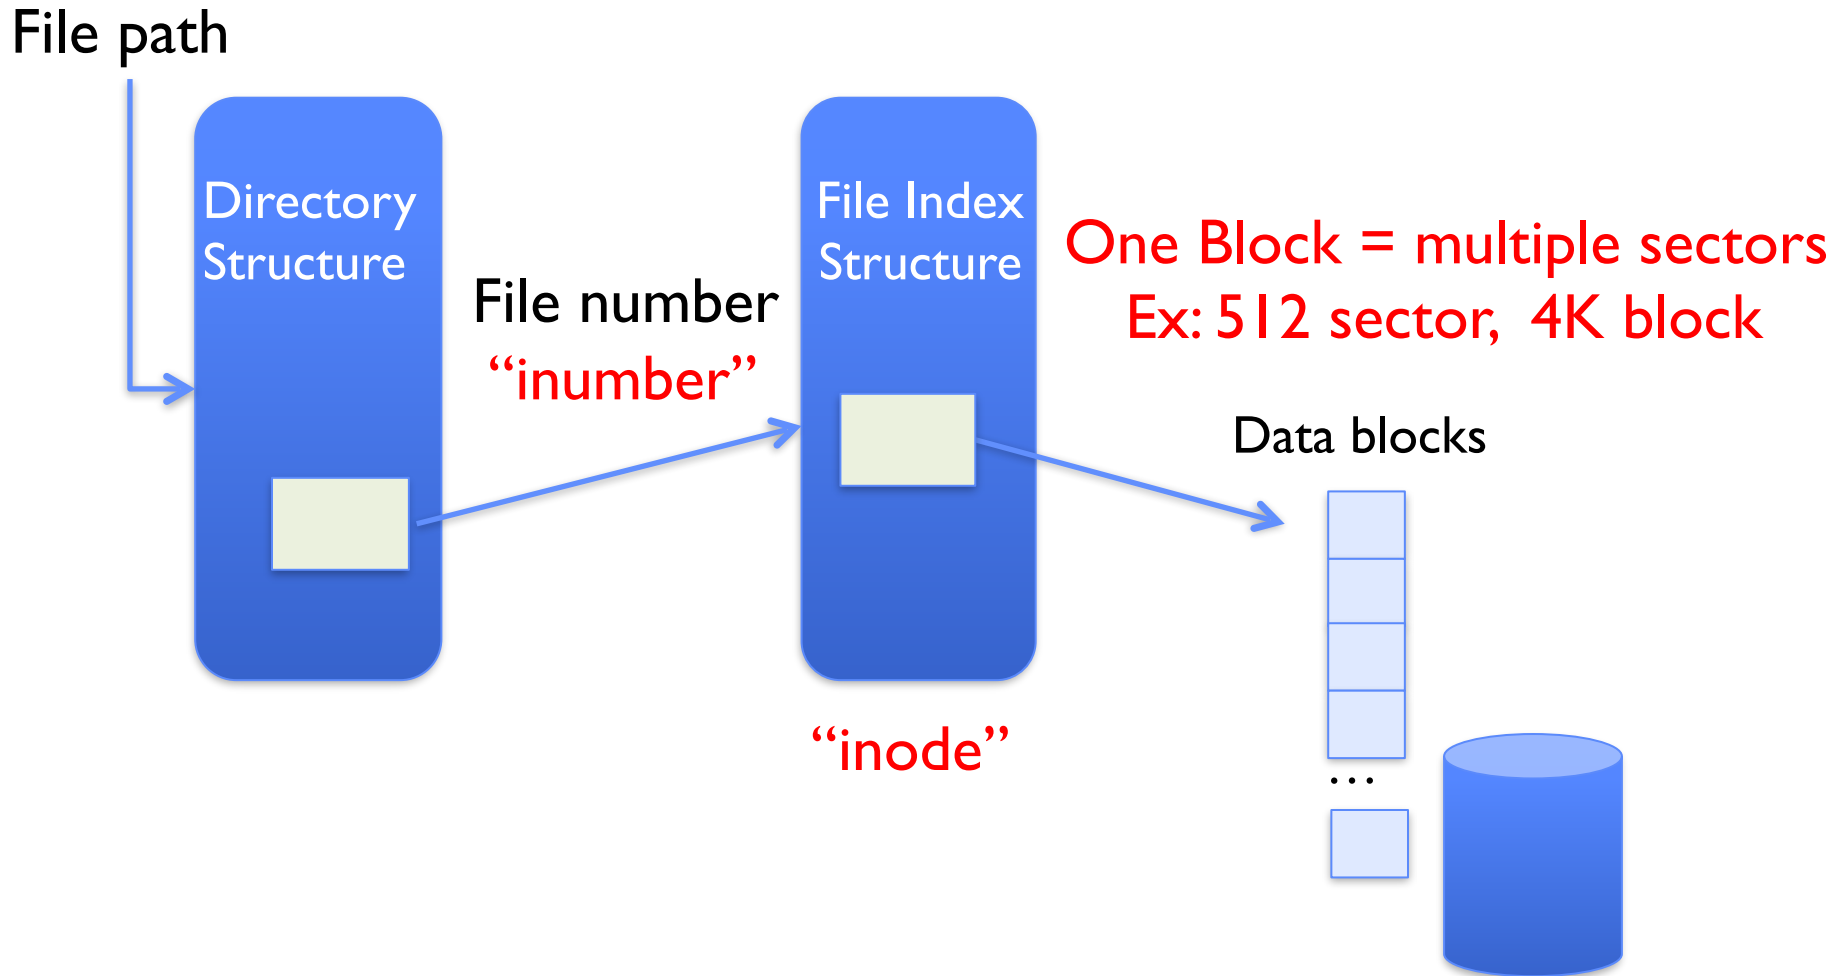 File path
Directory
Structure
File number
“inumber”
File Index
Structure
“inode”
One Block = multiple sectors
Ex: 512 sector, 4K block
Data blocks
…